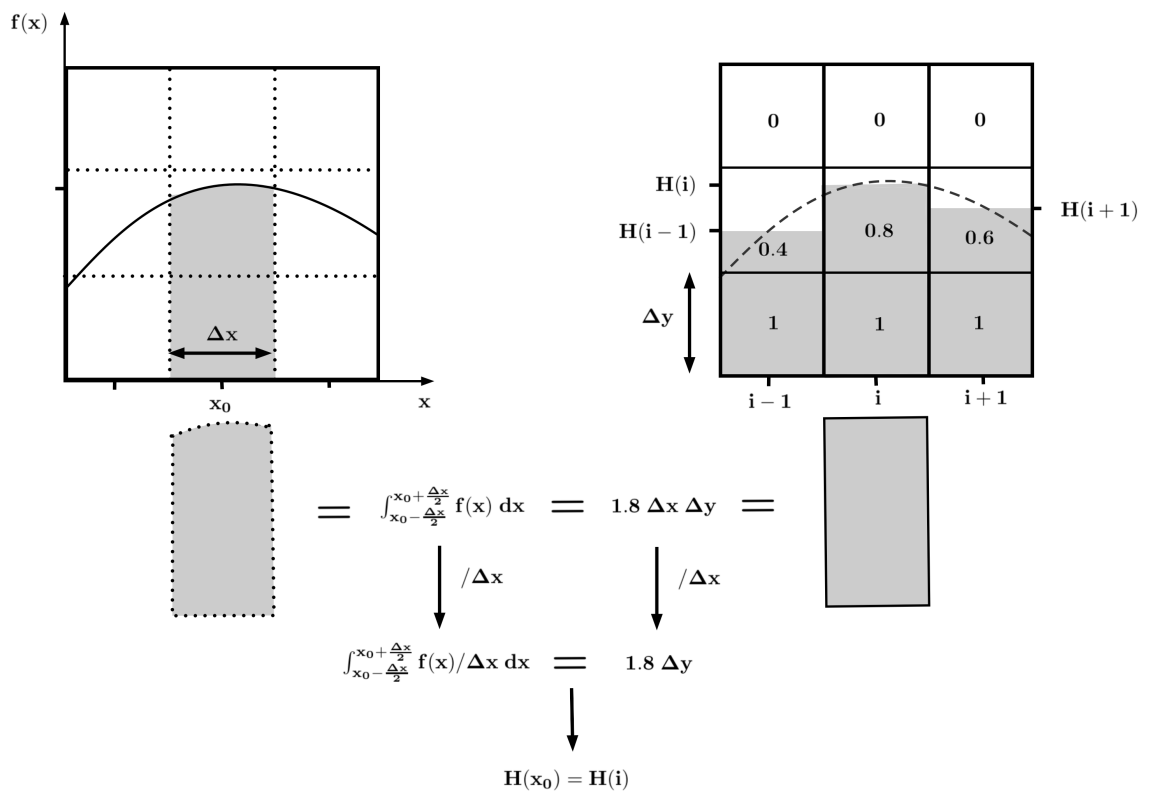 f(x)
Δx
x₀
x
0 0 0
H(i)
H(i + 1)
H(i − 1)
0.4 0.8 0.6
Δy
1 1 1
i − 1 i i + 1
= ∫_{x₀−Δx/2}^{x₀+Δx/2} f(x) dx = 1.8 Δx Δy =
/Δx /Δx
∫_{x₀−Δx/2}^{x₀+Δx/2} f(x)/Δx dx = 1.8 Δy
H(x₀) = H(i)